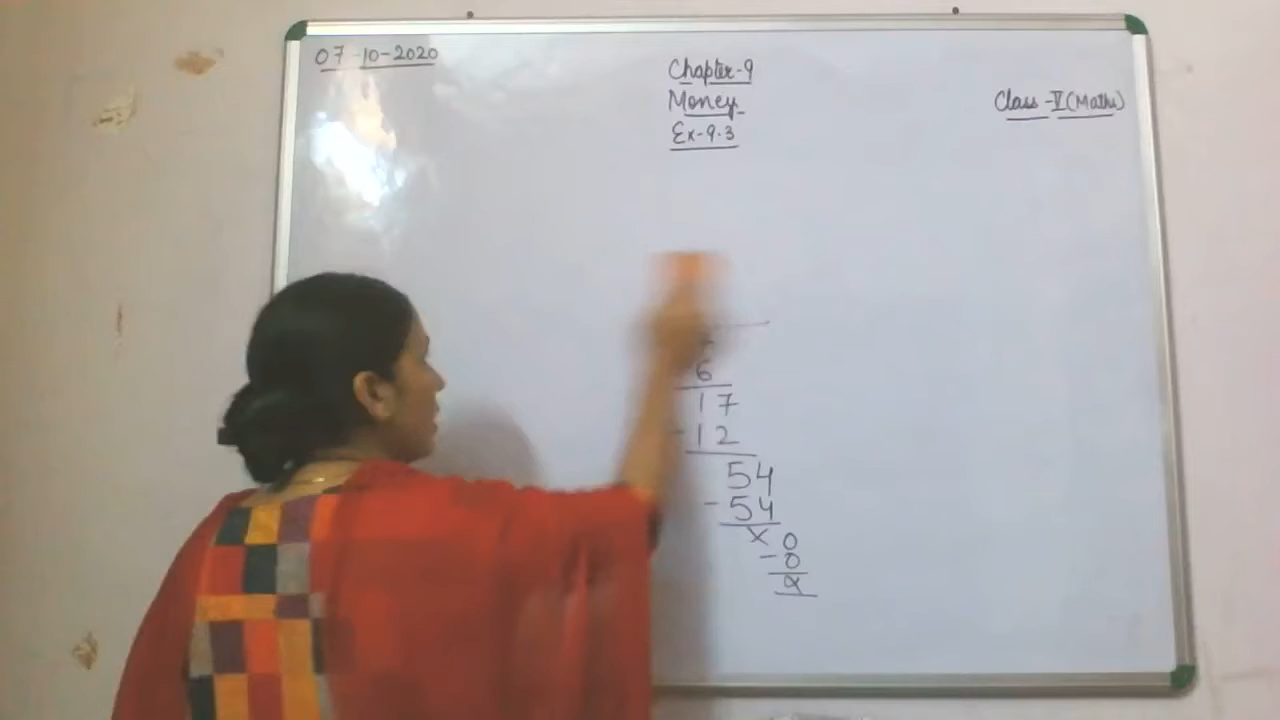 07-10-2020
Chapter-9
Money
Ex-9.3
Class-V (Maths)
6
17
-12
54
-54
x 0
-0
x